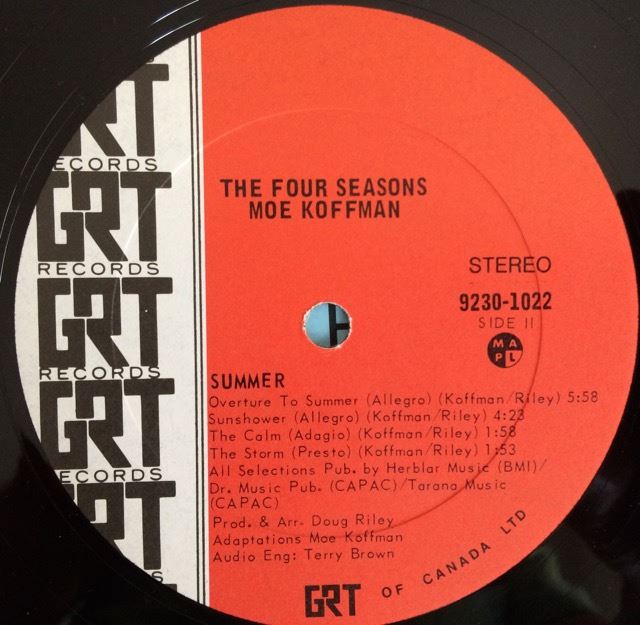 GRT
RECORDS
GRT
RECORDS
GRT
RECORDS
GRT
RECORDS
GRT
THE FOUR SEASONS
MOE KOFFMAN
STEREO
9230-1022
SIDE II
M A
P L
SUMMER
Overture To Summer (Allegro) (Koffman/Riley) 5:58
Sunshower (Allegro) (Koffman/Riley) 4:23
The Calm (Adagio) (Koffman/Riley) 1:58
The Storm (Presto) (Koffman/Riley) 1:53
All Selections Pub. by Herblar Music (BMI)/
Dr. Music Pub. (CAPAC)/Tarana Music
(CAPAC)
Prod. & Arr. Doug Riley
Adaptations Moe Koffman
Audio Eng: Terry Brown
GRT OF CANADA LTD